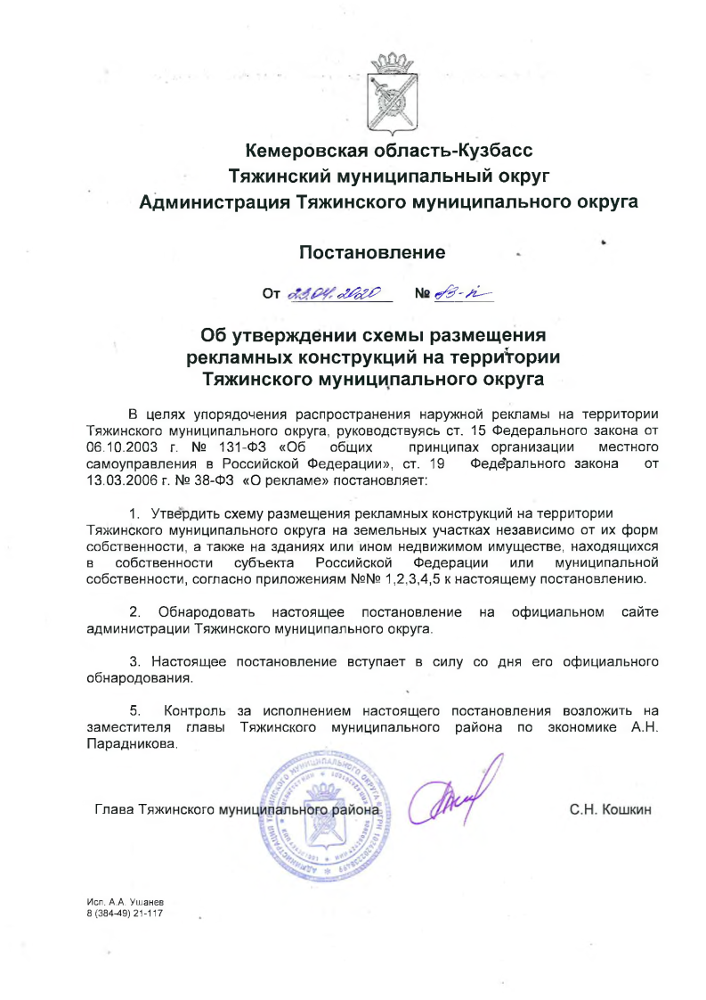 Кемеровская область-Кузбасс
Тяжинский муниципальный округ
Администрация Тяжинского муниципального округа
Постановление
От 23.04.2020 №
Об утверждении схемы размещения
рекламных конструкций на территории
Тяжинского муниципального округа
В целях упорядочения распространения наружной рекламы на территории
Тяжинского муниципального округа, руководствуясь ст. 15 Федерального закона от
06.10.2003 г. № 131-ФЗ «Об общих принципах организации местного
самоуправления в Российской Федерации», ст. 19 Федерального закона от
13.03.2006 г. № 38-ФЗ «О рекламе» постановляет:
1. Утвердить схему размещения рекламных конструкций на территории
Тяжинского муниципального округа на земельных участках независимо от их форм
собственности, а также на зданиях или ином недвижимом имуществе, находящихся
в собственности субъекта Российской Федерации или муниципальной
собственности, согласно приложениям №№ 1,2,3,4,5 к настоящему постановлению.
2. Обнародовать настоящее постановление на официальном сайте
администрации Тяжинского муниципального округа.
3. Настоящее постановление вступает в силу со дня его официального
обнародования.
5. Контроль за исполнением настоящего постановления возложить на
заместителя главы Тяжинского муниципального района по экономике А.Н.
Парадникова.
Глава Тяжинского муниципального района С.Н. Кошкин
Исп. А.А. Ушанев
8 (384-49) 21-117